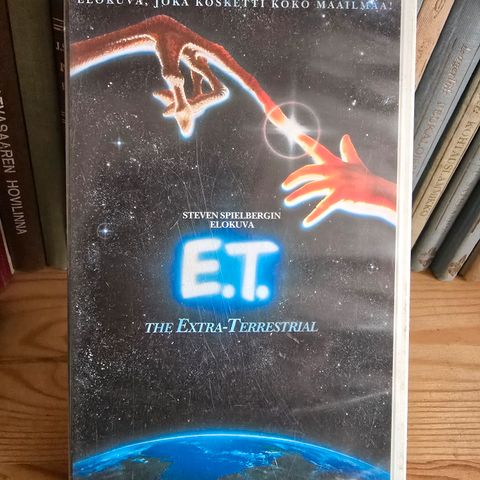 ELOKUVA, JOKA KOSKETTI KOKO MAAILMAA!
STEVEN SPIELBERGIN
ELOKUVA
E.T.
THE EXTRA-TERRESTRIAL
HOVILINNA